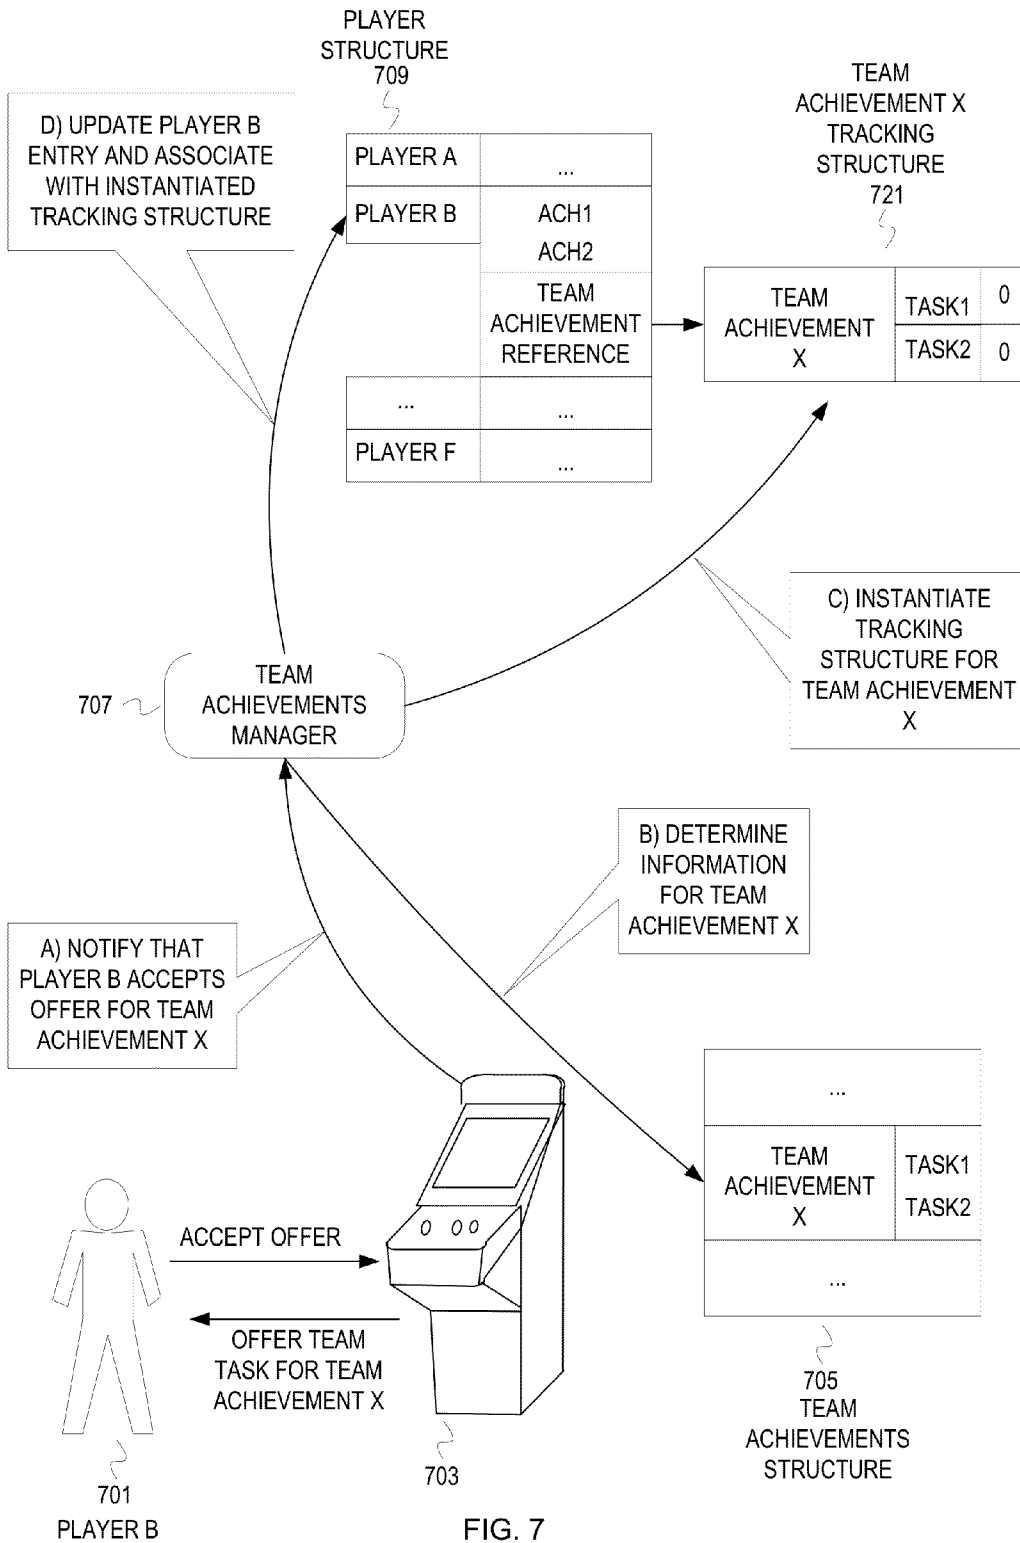 PLAYER
STRUCTURE
709
D) UPDATE PLAYER B
ENTRY AND ASSOCIATE
WITH INSTANTIATED
TRACKING STRUCTURE
PLAYER A
...
PLAYER B
ACH1
ACH2
TEAM
ACHIEVEMENT
REFERENCE
...
...
PLAYER F
...
TEAM
ACHIEVEMENT X
TRACKING
STRUCTURE
721
TEAM
ACHIEVEMENT
X
TASK1
0
TASK2
0
C) INSTANTIATE
TRACKING
STRUCTURE FOR
TEAM ACHIEVEMENT
X
707
TEAM
ACHIEVEMENTS
MANAGER
B) DETERMINE
INFORMATION
FOR TEAM
ACHIEVEMENT X
A) NOTIFY THAT
PLAYER B ACCEPTS
OFFER FOR TEAM
ACHIEVEMENT X
...
TEAM
ACHIEVEMENT
X
TASK1
TASK2
...
705
TEAM
ACHIEVEMENTS
STRUCTURE
ACCEPT OFFER
OFFER TEAM
TASK FOR TEAM
ACHIEVEMENT X
703
701
PLAYER B
FIG. 7